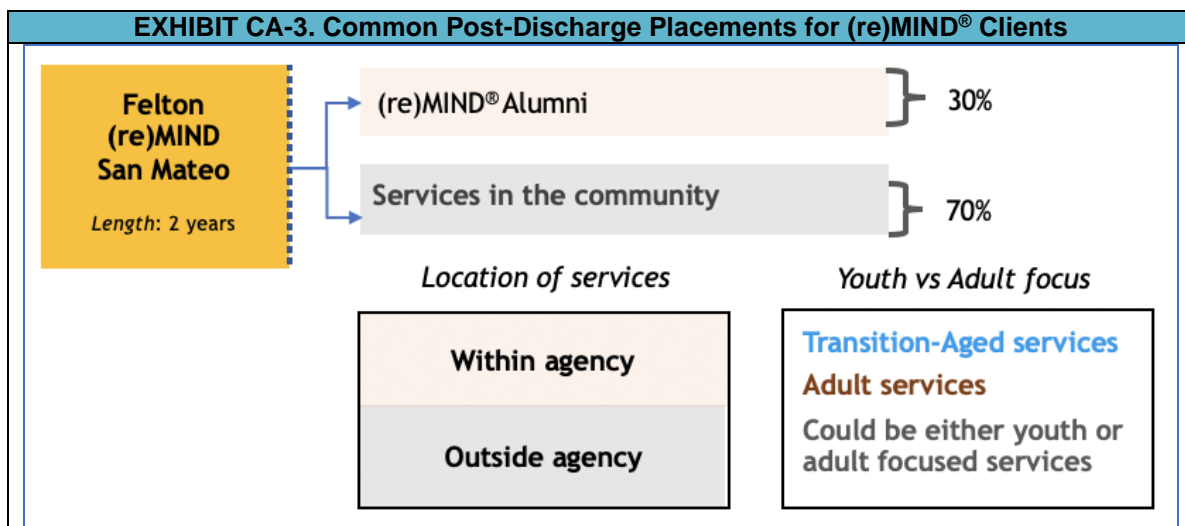 EXHIBIT CA-3. Common Post-Discharge Placements for (re)MIND® Clients
Felton
(re)MIND
San Mateo
Length: 2 years
(re)MIND® Alumni
30%
Services in the community
70%
Location of services
Within agency
Outside agency
Youth vs Adult focus
Transition-Aged services
Adult services
Could be either youth or
adult focused services